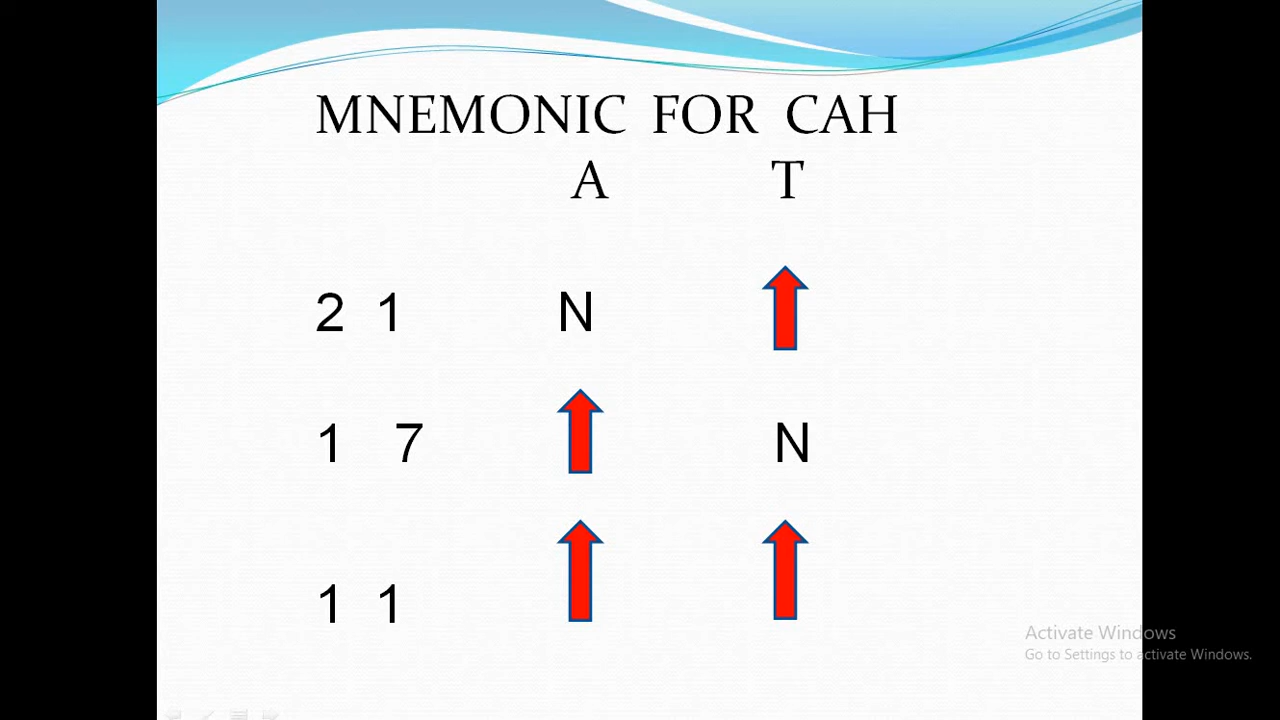 MNEMONIC FOR CAH
A T
2 1 N
1 7 N
1 1
Activate Windows
Go to Settings to activate Windows.